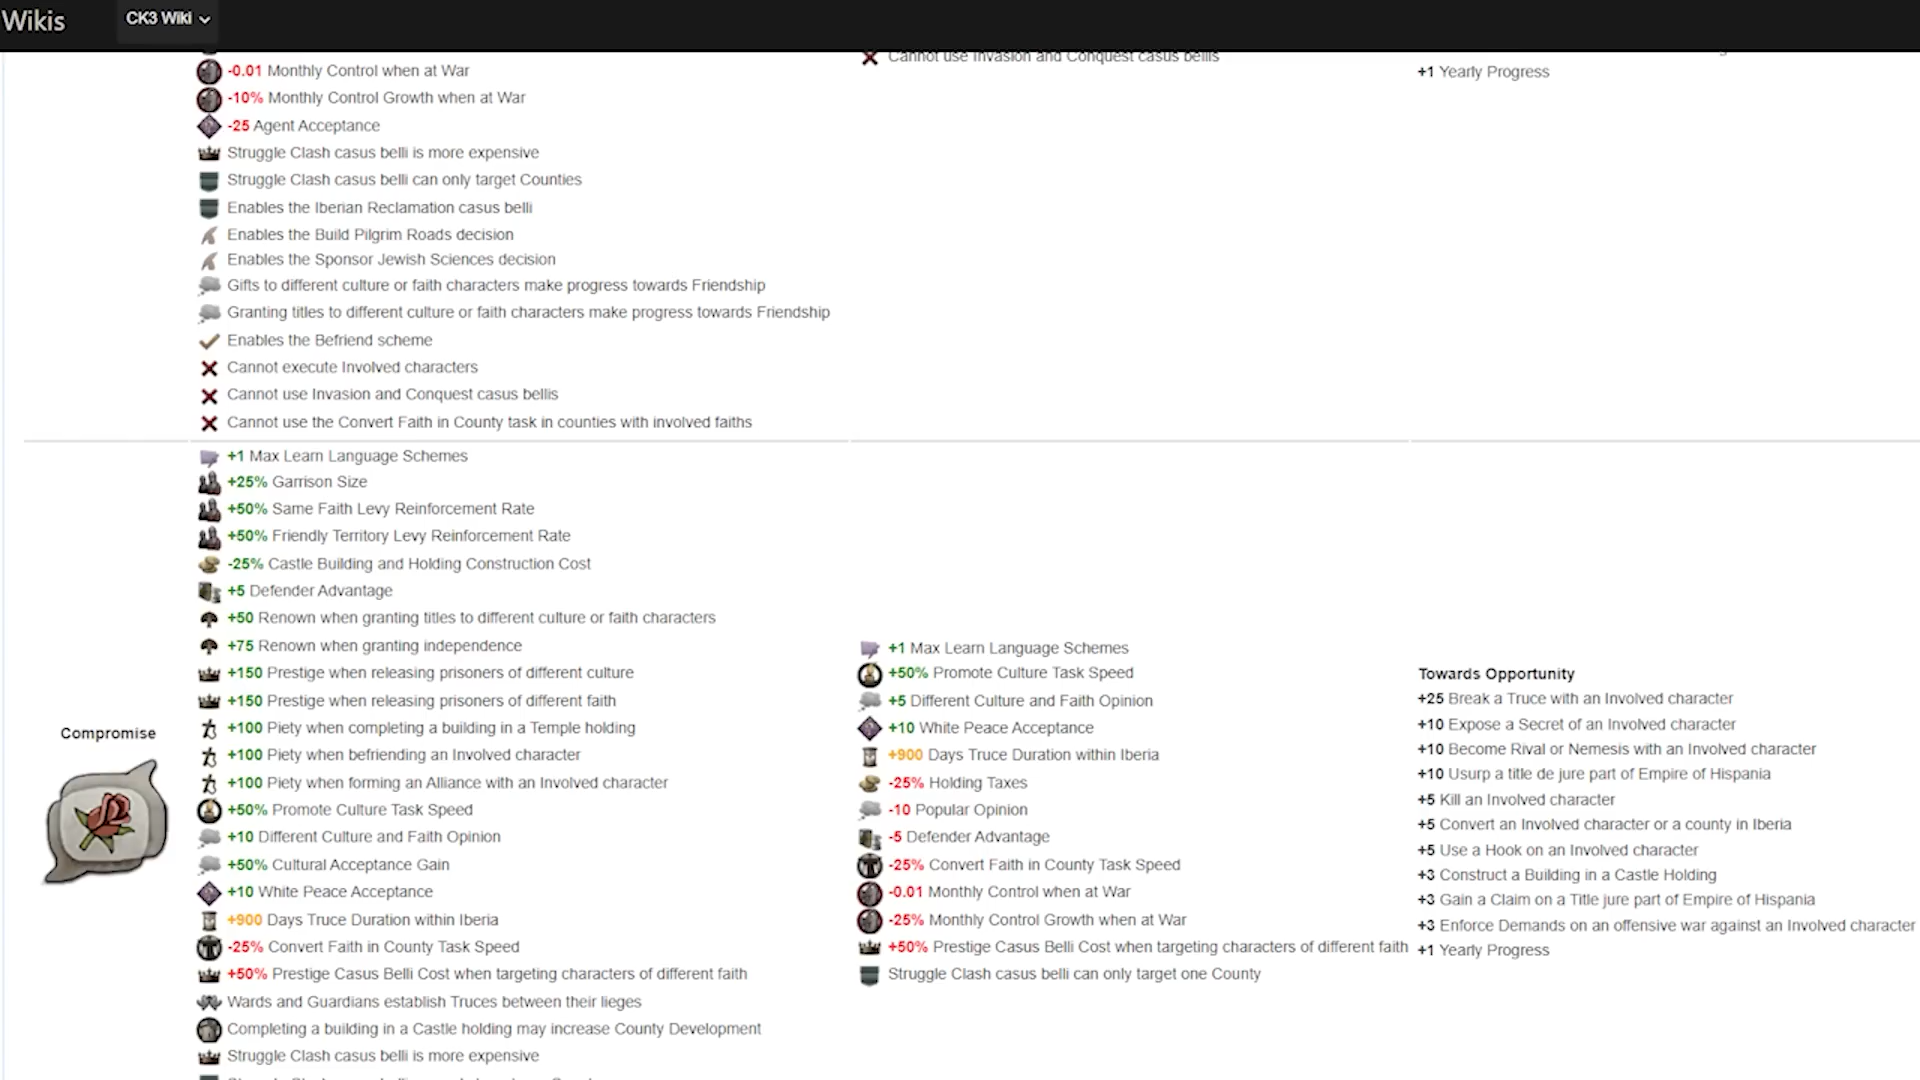 Wikis
CK3 Wiki
-0.01 Monthly Control when at War
-10% Monthly Control Growth when at War
-25 Agent Acceptance
Struggle Clash casus belli is more expensive
Struggle Clash casus belli can only target Counties
Enables the Iberian Reclamation casus belli
Enables the Build Pilgrim Roads decision
Enables the Sponsor Jewish Sciences decision
Gifts to different culture or faith characters make progress towards Friendship
Granting titles to different culture or faith characters make progress towards Friendship
Enables the Befriend scheme
Cannot execute Involved characters
Cannot use Invasion and Conquest casus bellis
Cannot use the Convert Faith in County task in counties with involved faiths
Cannot use Invasion and Conquest casus bellis
+1 Yearly Progress
Compromise
+1 Max Learn Language Schemes
+25% Garrison Size
+50% Same Faith Levy Reinforcement Rate
+50% Friendly Territory Levy Reinforcement Rate
-25% Castle Building and Holding Construction Cost
+5 Defender Advantage
+50 Renown when granting titles to different culture or faith characters
+75 Renown when granting independence
+150 Prestige when releasing prisoners of different culture
+150 Prestige when releasing prisoners of different faith
+100 Piety when completing a building in a Temple holding
+100 Piety when befriending an Involved character
+100 Piety when forming an Alliance with an Involved character
+50% Promote Culture Task Speed
+10 Different Culture and Faith Opinion
+50% Cultural Acceptance Gain
+10 White Peace Acceptance
+900 Days Truce Duration within Iberia
-25% Convert Faith in County Task Speed
+50% Prestige Casus Belli Cost when targeting characters of different faith
Wards and Guardians establish Truces between their lieges
Completing a building in a Castle holding may increase County Development
Struggle Clash casus belli is more expensive
+1 Max Learn Language Schemes
+50% Promote Culture Task Speed
+5 Different Culture and Faith Opinion
+10 White Peace Acceptance
+900 Days Truce Duration within Iberia
-25% Holding Taxes
-10 Popular Opinion
-5 Defender Advantage
-25% Convert Faith in County Task Speed
-0.01 Monthly Control when at War
-25% Monthly Control Growth when at War
+50% Prestige Casus Belli Cost when targeting characters of different faith
Struggle Clash casus belli can only target one County
Towards Opportunity
+25 Break a Truce with an Involved character
+10 Expose a Secret of an Involved character
+10 Become Rival or Nemesis with an Involved character
+10 Usurp a title de jure part of Empire of Hispania
+5 Kill an Involved character
+5 Convert an Involved character or a county in Iberia
+5 Use a Hook on an Involved character
+3 Construct a Building in a Castle Holding
+3 Gain a Claim on a Title jure part of Empire of Hispania
+3 Enforce Demands on an offensive war against an Involved character
+1 Yearly Progress